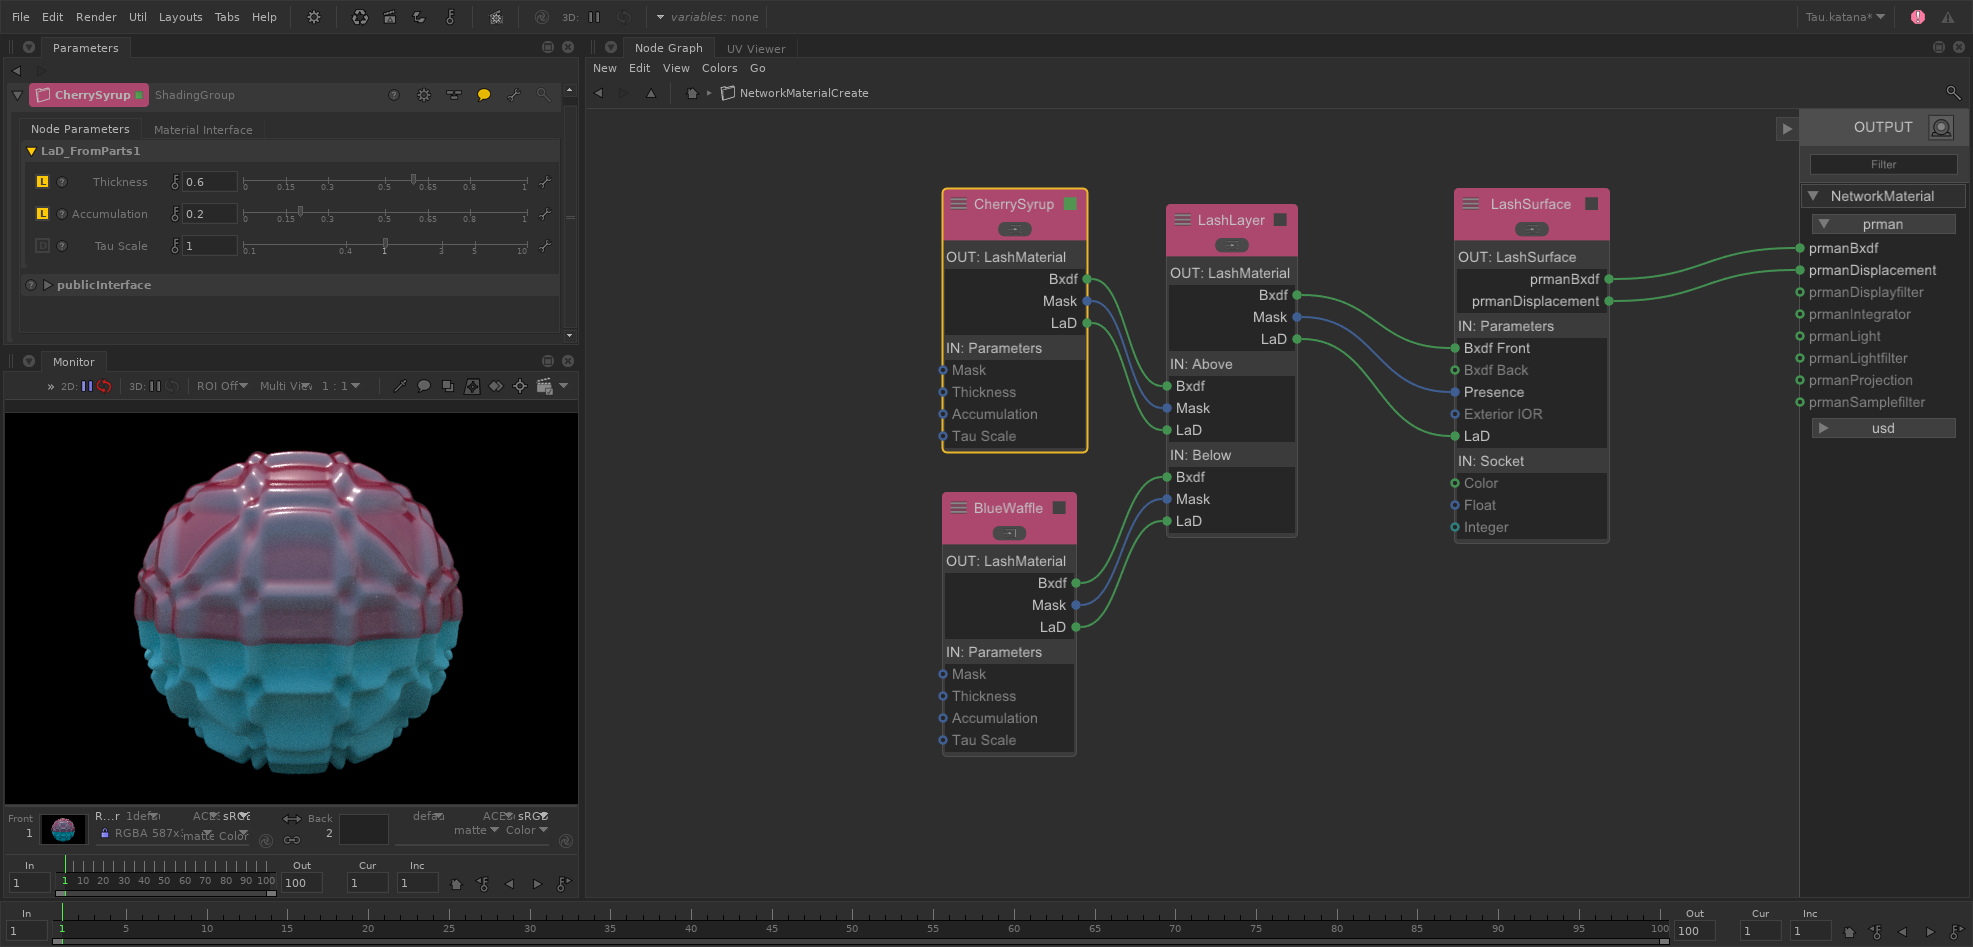 File Edit Render Util Layouts Tabs Help 3D: variables: none Tau.katana*
Parameters
CherrySyrup ShadingGroup
Node Parameters Material Interface
LaD_FromParts1
L Thickness 0.6 0 0.15 0.3 0.5 0.65 0.8 1
L Accumulation 0.2 0 0.15 0.3 0.5 0.65 0.8 1
D Tau Scale 1 0.1 0.4 1 3 5 10
publicInterface
Monitor
2D: 3D: ROI Off Multi 1 : 1
Front R...r
1 RGBA 587x matte Color
Back
2 matte Color
In Out Cur Inc
1 1 10 20 30 40 50 60 70 80 90 100 100 1 1
Node Graph UV Viewer
New Edit View Colors Go
NetworkMaterialCreate
CherrySyrup
OUT: LashMaterial
Bxdf
Mask
LaD
IN: Parameters
Mask
Thickness
Accumulation
Tau Scale
BlueWaffle
OUT: LashMaterial
Bxdf
Mask
LaD
IN: Parameters
Mask
Thickness
Accumulation
Tau Scale
LashLayer
OUT: LashMaterial
Bxdf
Mask
LaD
IN: Above
Bxdf
Mask
LaD
IN: Below
Bxdf
Mask
LaD
LashSurface
OUT: LashSurface
prmanBxdf
prmanDisplacement
IN: Parameters
Bxdf Front
Bxdf Back
Presence
Exterior IOR
LaD
IN: Socket
Color
Float
Integer
OUTPUT
Filter
NetworkMaterial
prman
prmanBxdf
prmanDisplacement
prmanDisplayfilter
prmanIntegrator
prmanLight
prmanLightfilter
prmanProjection
prmanSamplefilter
usd
In Out Cur Inc
1 1 5 10 15 20 25 30 35 40 45 50 55 60 65 70 75 80 85 90 95 100 100 1 1